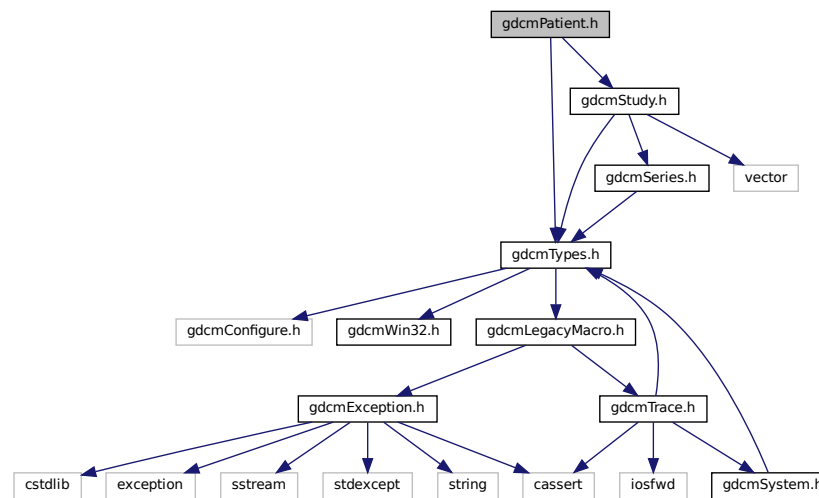 gdcmPatient.h
gdcmStudy.h
gdcmSeries.h
vector
gdcmTypes.h
gdcmConfigure.h
gdcmWin32.h
gdcmLegacyMacro.h
gdcmException.h
gdcmTrace.h
cstdlib
exception
sstream
stdexcept
string
cassert
iosfwd
gdcmSystem.h